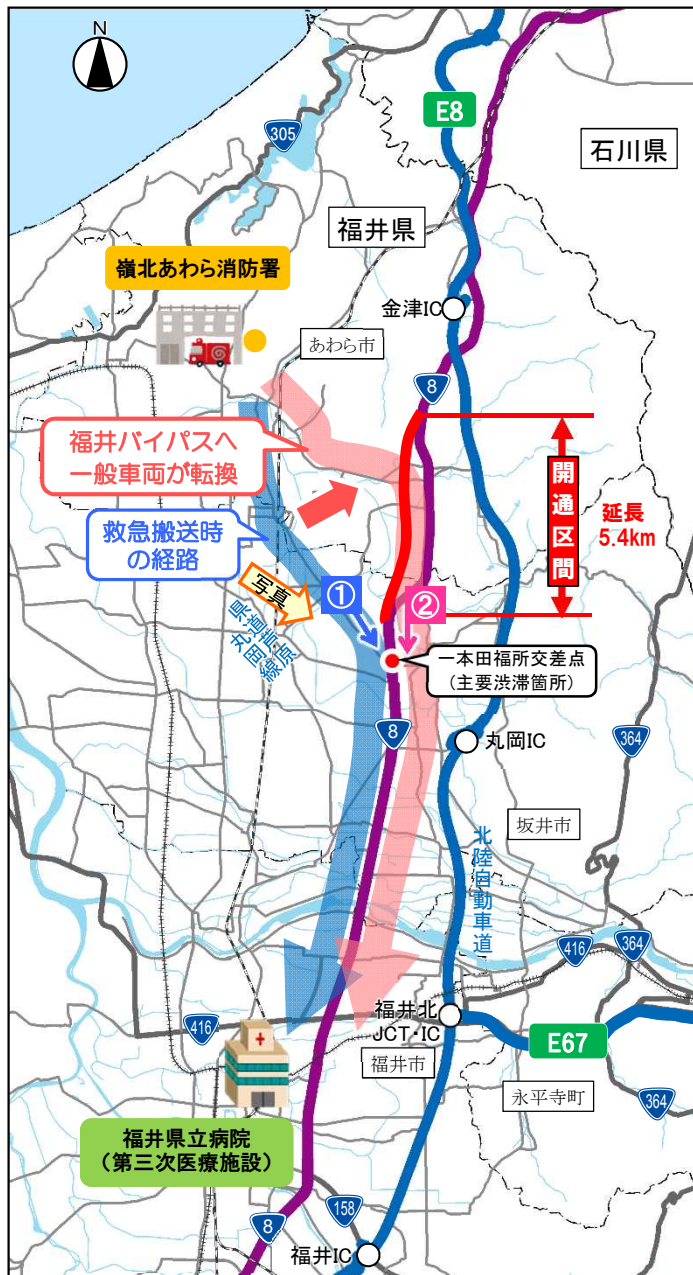 N
E8
305
石川県
福井県
嶺北あわら消防署
金津IC
あわら市
8
福井バイパスへ
一般車両が転換
開通区間
延長
5.4km
救急搬送時
の経路
写真
①
②
県道芦原
丸岡線
一本田福所交差点
(主要渋滞箇所)
8
丸岡IC
364
坂井市
北陸自動車道
416
364
福井北
JCT・IC
416
E67
福井市
永平寺町
364
福井県立病院
(第三次医療施設)
158
8
福井IC